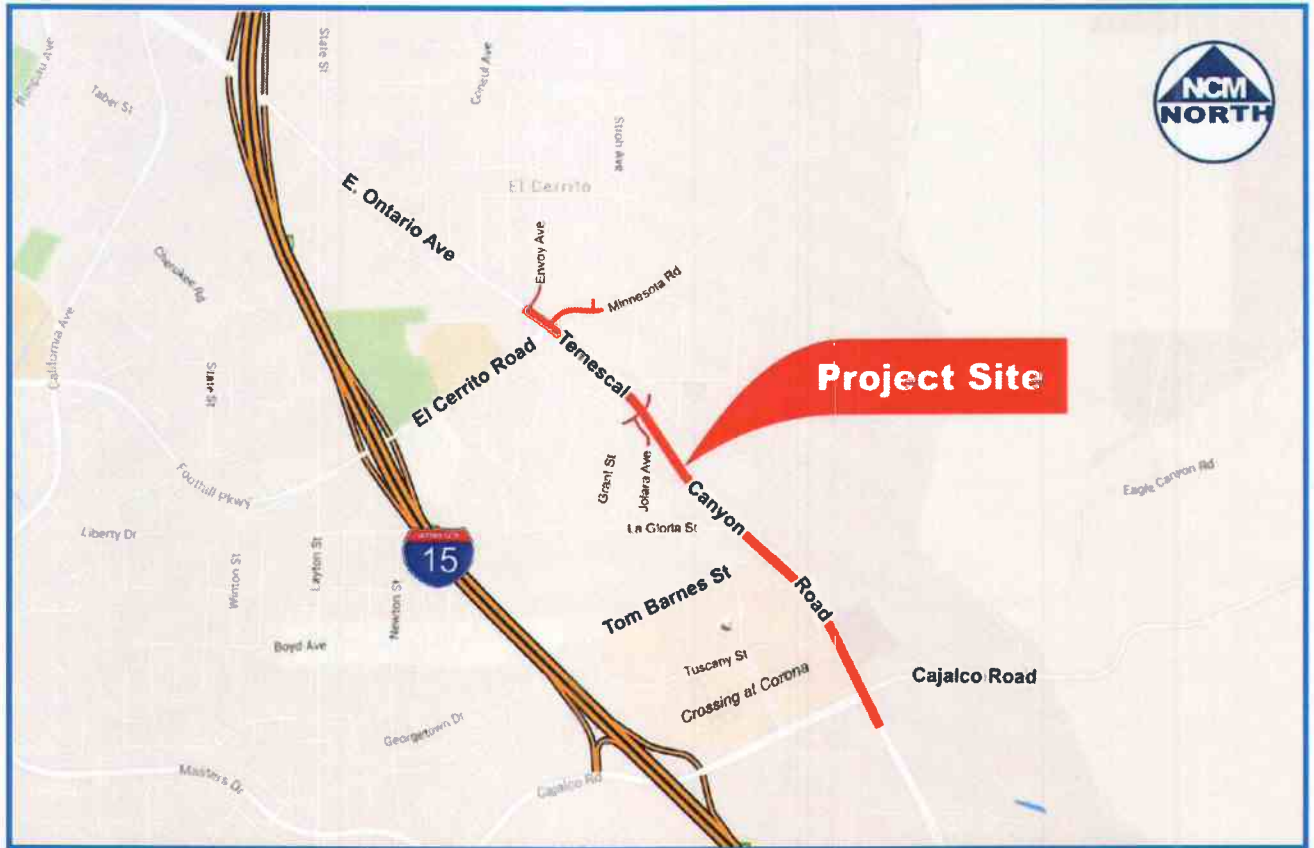 NCM
NORTH
Taber St
State St
Consul Ave
Stroh Ave
E. Ontario Ave
El Cerrito
Envoy Ave
Minnesota Rd
Cherokee Rd
California Ave
State St
El Cerrito Road
Temescal
Canyon
Road
Project Site
Grant St
Jolara Ave
La Gloria St
Eagle Canyon Rd
Foothill Pkwy
Liberty Dr
Winton St
Layton St
Newton St
15
Tom Barnes St
Boyd Ave
Tuscany St
Crossing at Corona
Cajalco Road
Georgetown Dr
Masters Dr
Cajalco Rd